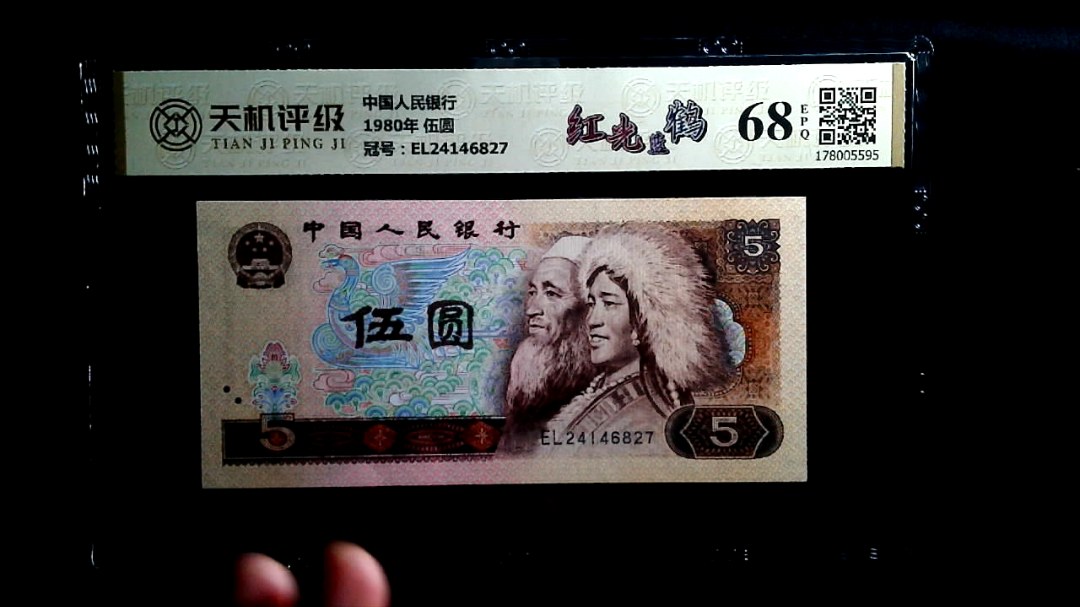 天机评级
TIAN JI PING JI
中国人民银行
1980年 伍圆
冠号：EL24146827
红光蓝鹤
68
EPQ
178005595
中国人民银行
5
伍圆
5
EL24146827
5